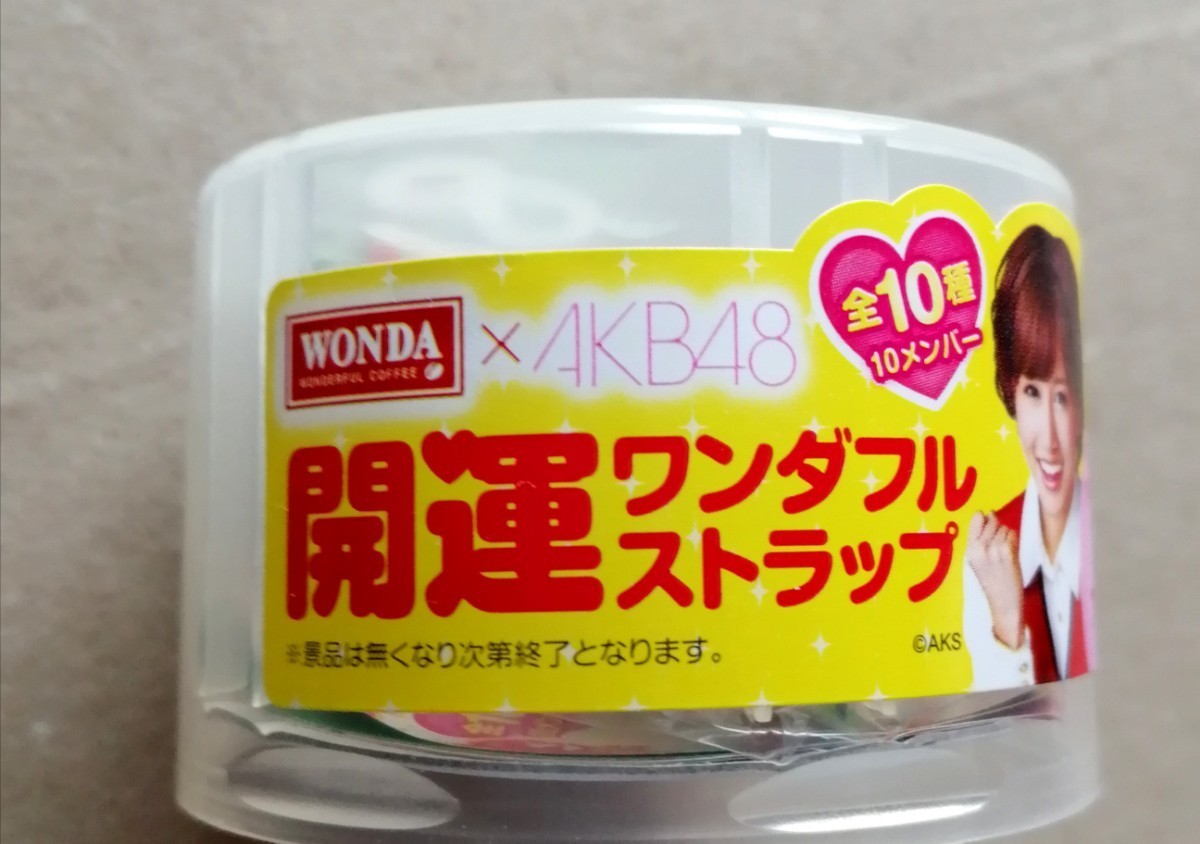 WONDA
WONDERFUL COFFEE
×
AKB48
全10種
10メンバー
開運
ワンダフル
ストラップ
※景品は無くなり次第終了となります。
©AKS